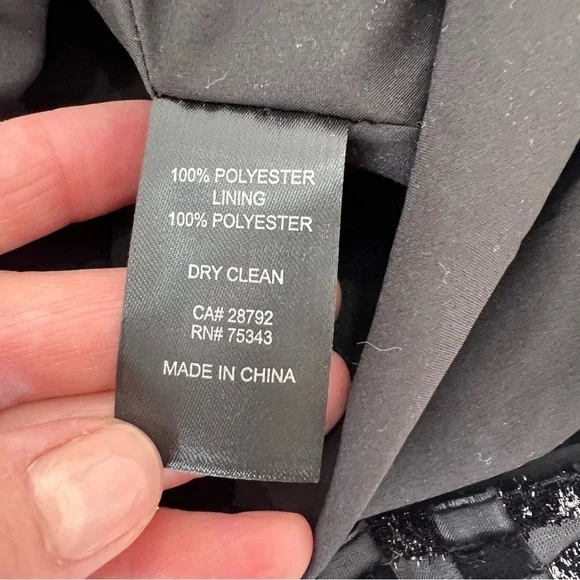 100% POLYESTER
LINING
100% POLYESTER
DRY CLEAN
CA# 28792
RN# 75343
MADE IN CHINA